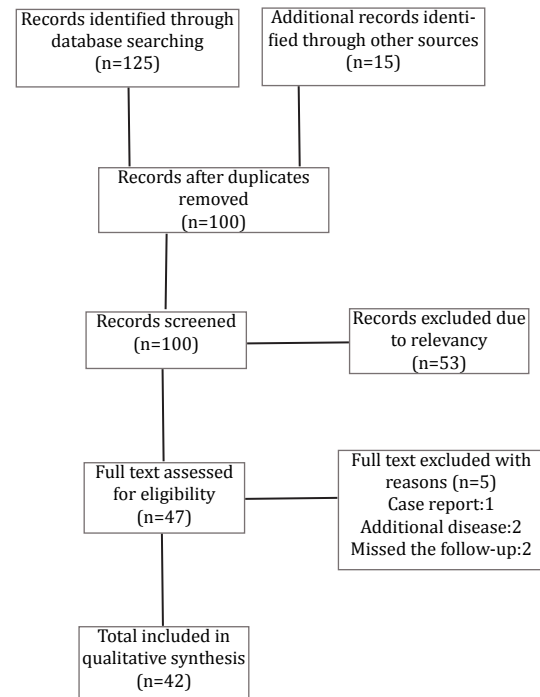 Records identified through
database searching
(n=125)
Additional records identi-
fied through other sources
(n=15)
Records after duplicates
removed
(n=100)
Records screened
(n=100)
Records excluded due
to relevancy
(n=53)
Full text assessed
for eligibility
(n=47)
Full text excluded with
reasons (n=5)
Case report:1
Additional disease:2
Missed the follow-up:2
Total included in
qualitative synthesis
(n=42)